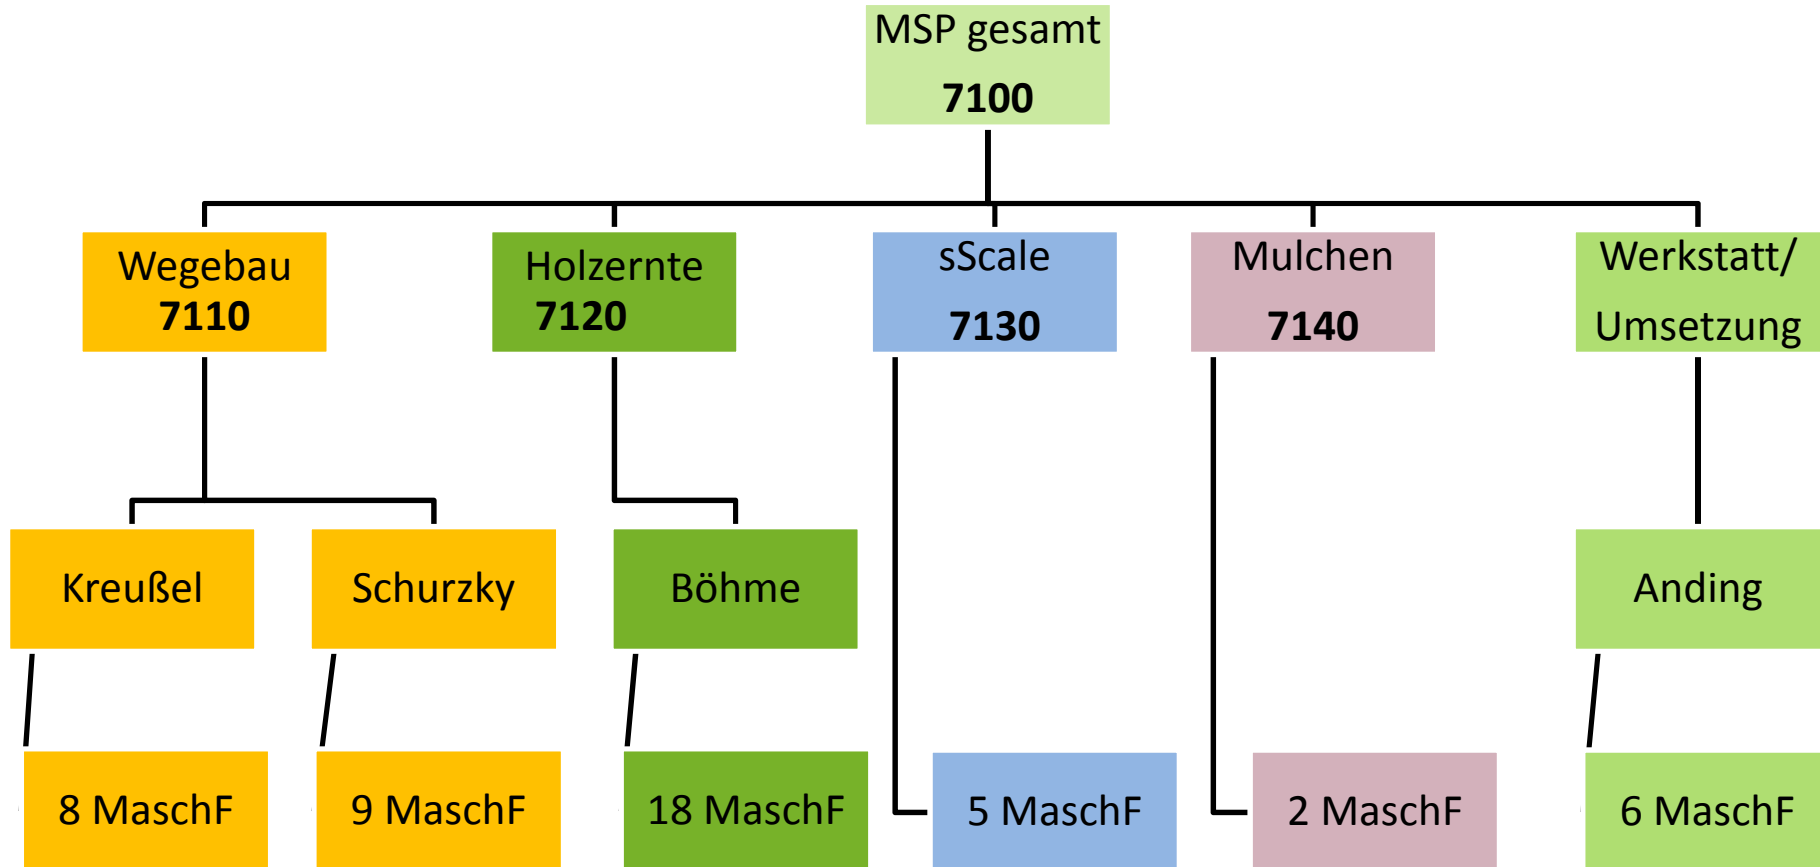 MSP gesamt
7100
Wegebau
7110
Holzernte
7120
sScale
7130
Mulchen
7140
Werkstatt/
Umsetzung
Kreußel
Schurzky
Böhme
Anding
8 MaschF
9 MaschF
18 MaschF
5 MaschF
2 MaschF
6 MaschF